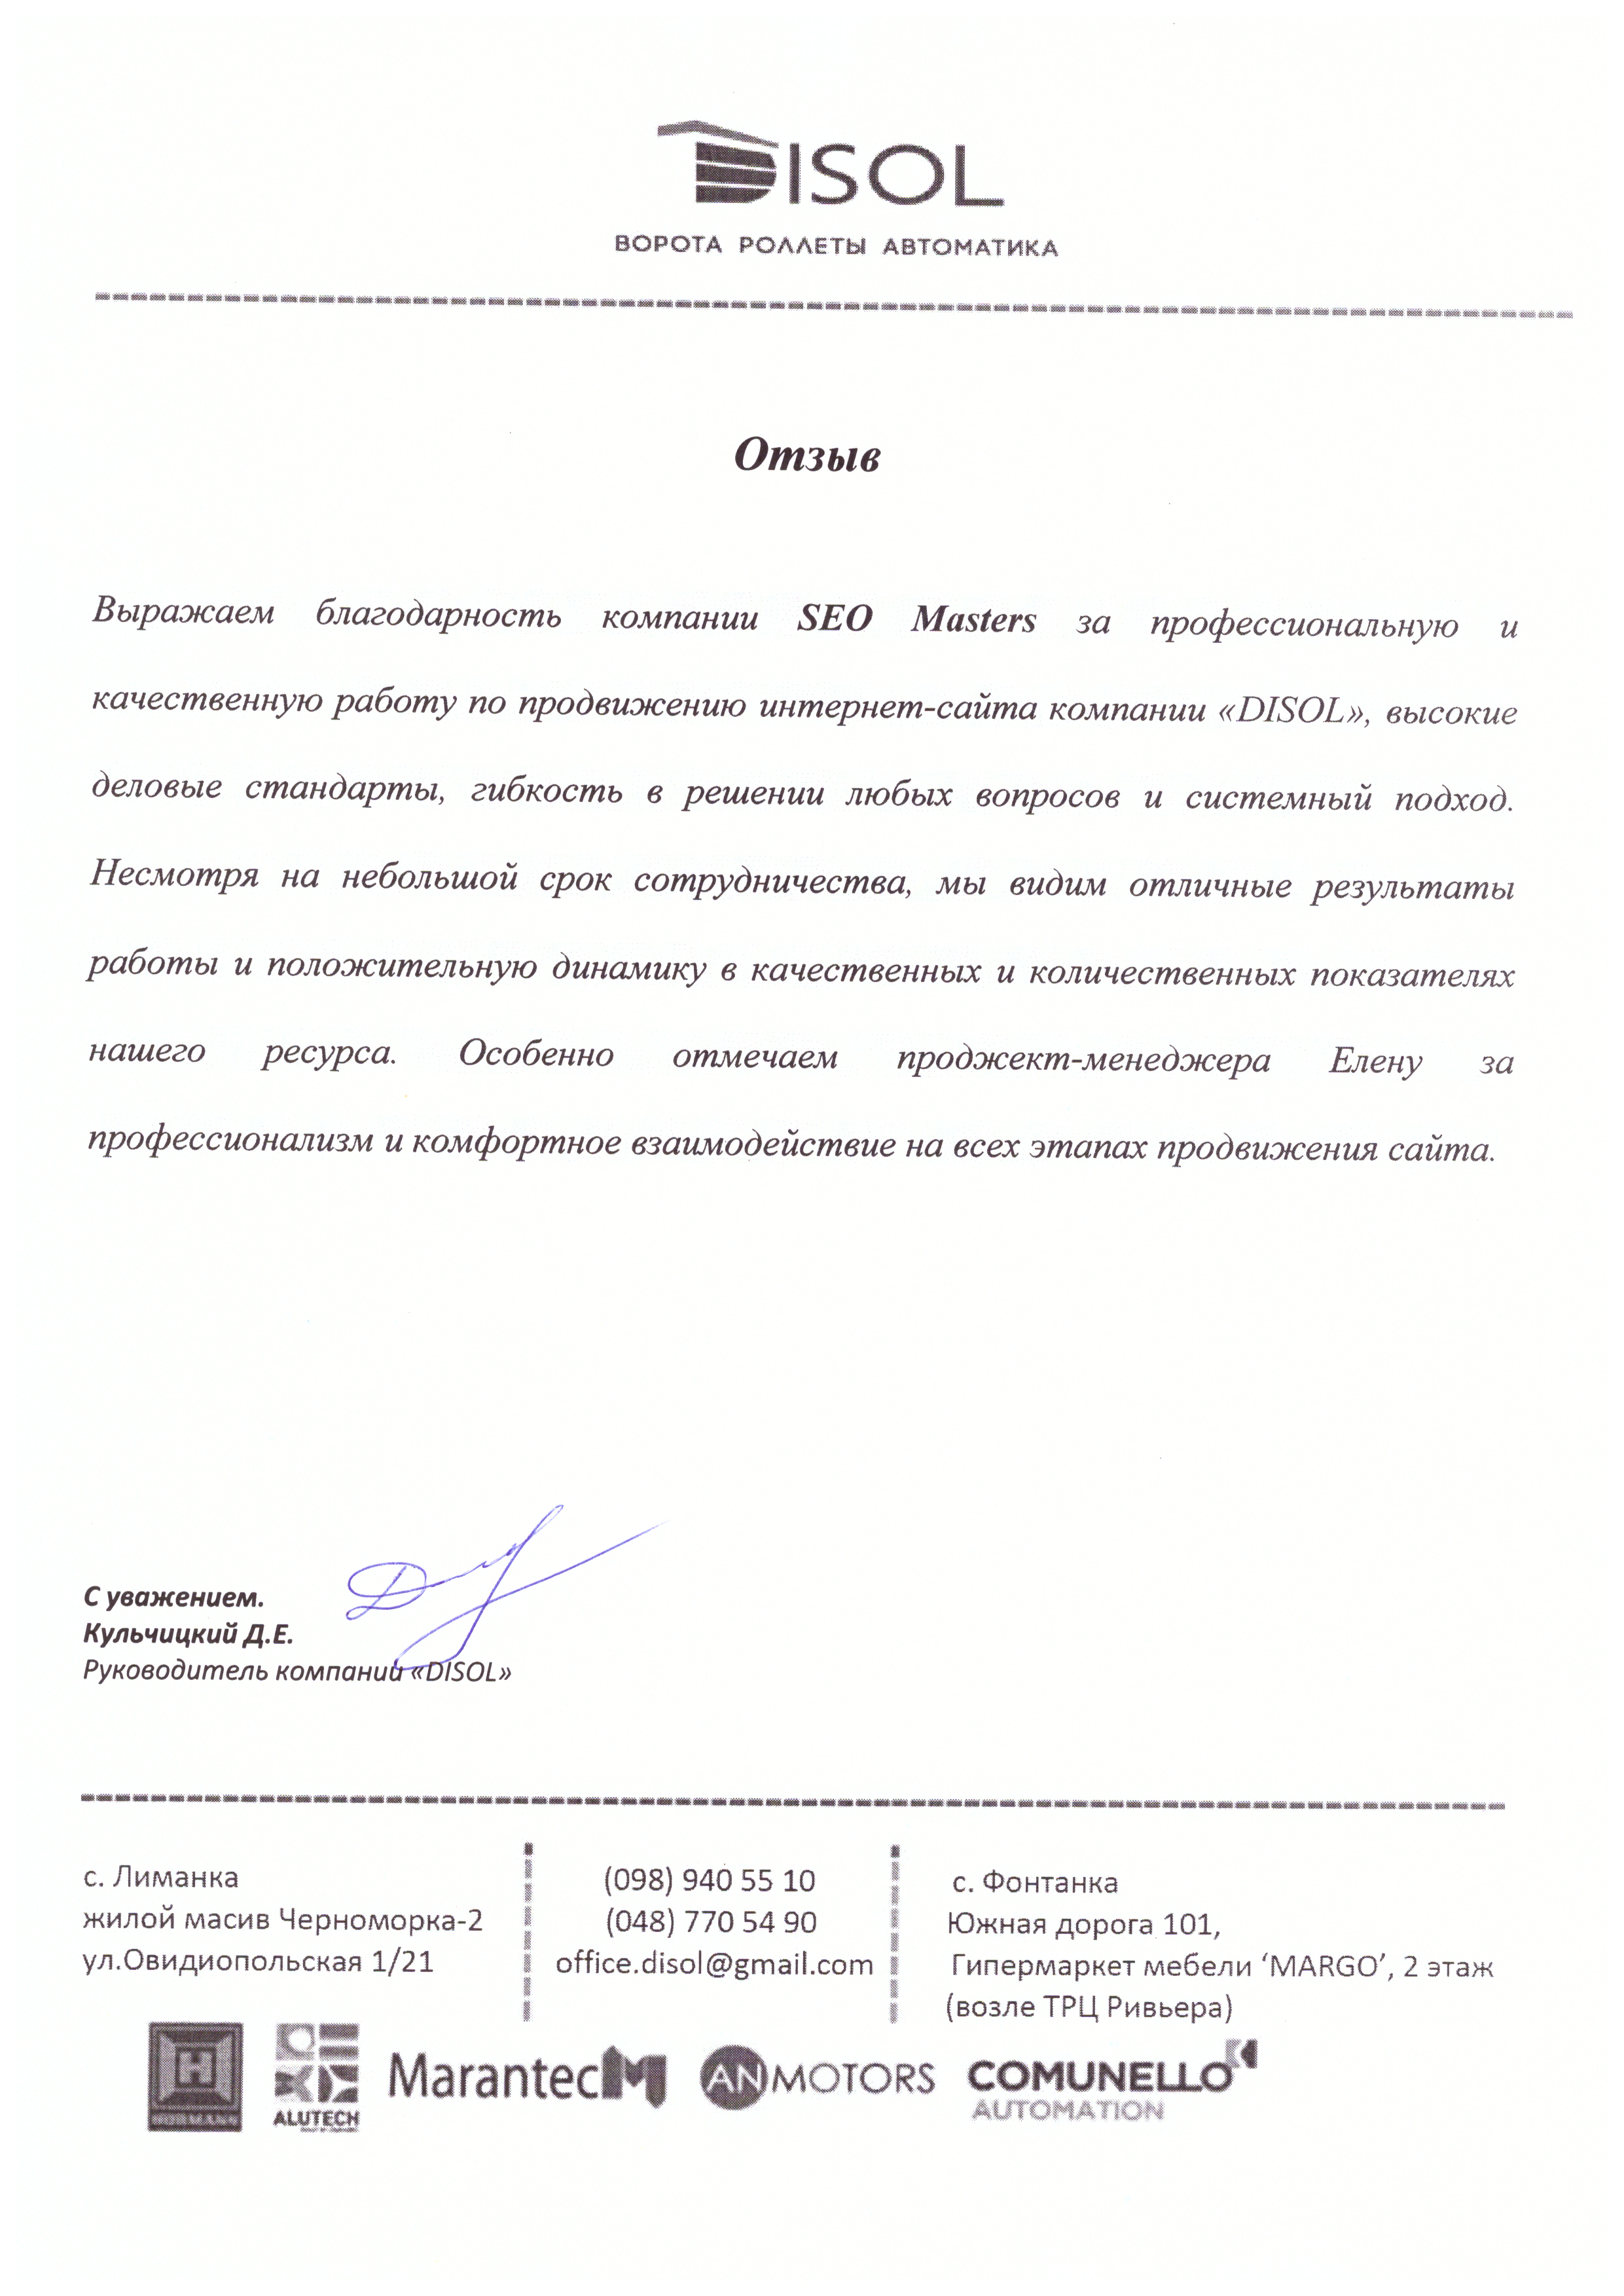 DISOL
ВОРОТА РОЛЛЕТЫ АВТОМАТИКА
Отзыв
Выражаем благодарность компании SEO Masters за профессиональную и
качественную работу по продвижению интернет-сайта компании «DISOL», высокие
деловые стандарты, гибкость в решении любых вопросов и системный подход.
Несмотря на небольшой срок сотрудничества, мы видим отличные результаты
работы и положительную динамику в качественных и количественных показателях
нашего ресурса. Особенно отмечаем проджект-менеджера Елену за
профессионализм и комфортное взаимодействие на всех этапах продвижения сайта.
С уважением.
Кульчицкий Д.Е.
Руководитель компании «DISOL»
с. Лиманка
жилой масив Черноморка-2
ул.Овидиопольская 1/21
(098) 940 55 10
(048) 770 54 90
office.disol@gmail.com
с. Фонтанка
Южная дорога 101,
Гипермаркет мебели ‘MARGO’, 2 этаж
(возле ТРЦ Ривьера)
H
ALUTECH
Marantec
AN MOTORS
COMUNELLO
AUTOMATION